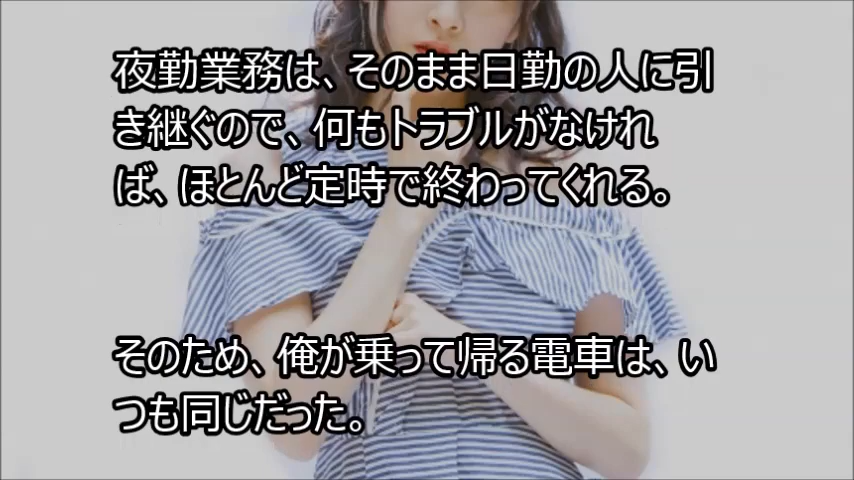 夜勤業務は、そのまま日勤の人に引
き継ぐので、何もトラブルがなけれ
ば、ほとんど定時で終わってくれる。
そのため、俺が乗って帰る電車は、い
つも同じだった。